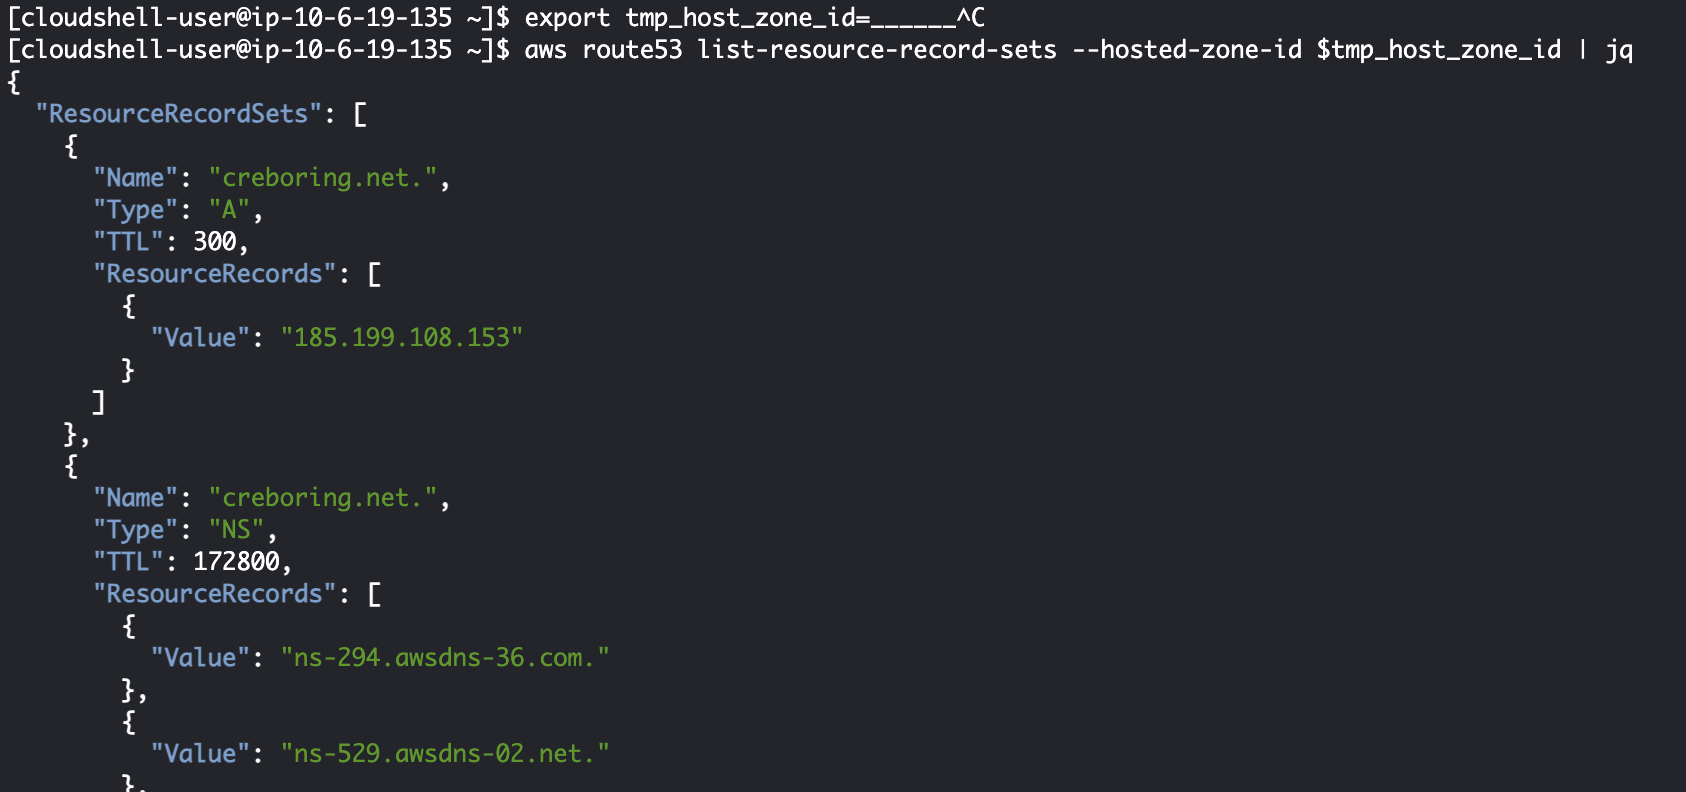 [cloudshell-user@ip-10-6-19-135 ~]$ export tmp_host_zone_id=______^C
[cloudshell-user@ip-10-6-19-135 ~]$ aws route53 list-resource-record-sets --hosted-zone-id $tmp_host_zone_id | jq
{
  "ResourceRecordSets": [
    {
      "Name": "creboring.net.",
      "Type": "A",
      "TTL": 300,
      "ResourceRecords": [
        {
          "Value": "185.199.108.153"
        }
      ]
    },
    {
      "Name": "creboring.net.",
      "Type": "NS",
      "TTL": 172800,
      "ResourceRecords": [
        {
          "Value": "ns-294.awsdns-36.com."
        },
        {
          "Value": "ns-529.awsdns-02.net."
        },